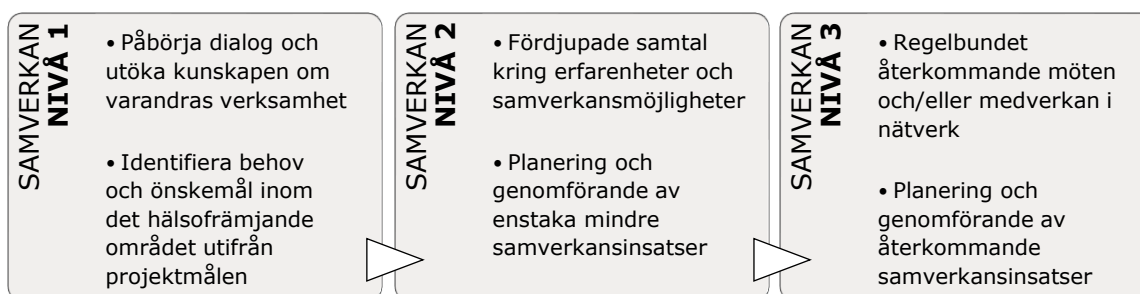 SAMVERKAN
NIVÅ 1
• Påbörja dialog och
utöka kunskapen om
varandras verksamhet
• Identifiera behov
och önskemål inom
det hälsofrämjande
området utifrån
projektmålen
SAMVERKAN
NIVÅ 2
• Fördjupade samtal
kring erfarenheter och
samverkansmöjligheter
• Planering och
genomförande av
enstaka mindre
samverkansinsatser
SAMVERKAN
NIVÅ 3
• Regelbundet
återkommande möten
och/eller medverkan i
nätverk
• Planering och
genomförande av
återkommande
samverkansinsatser